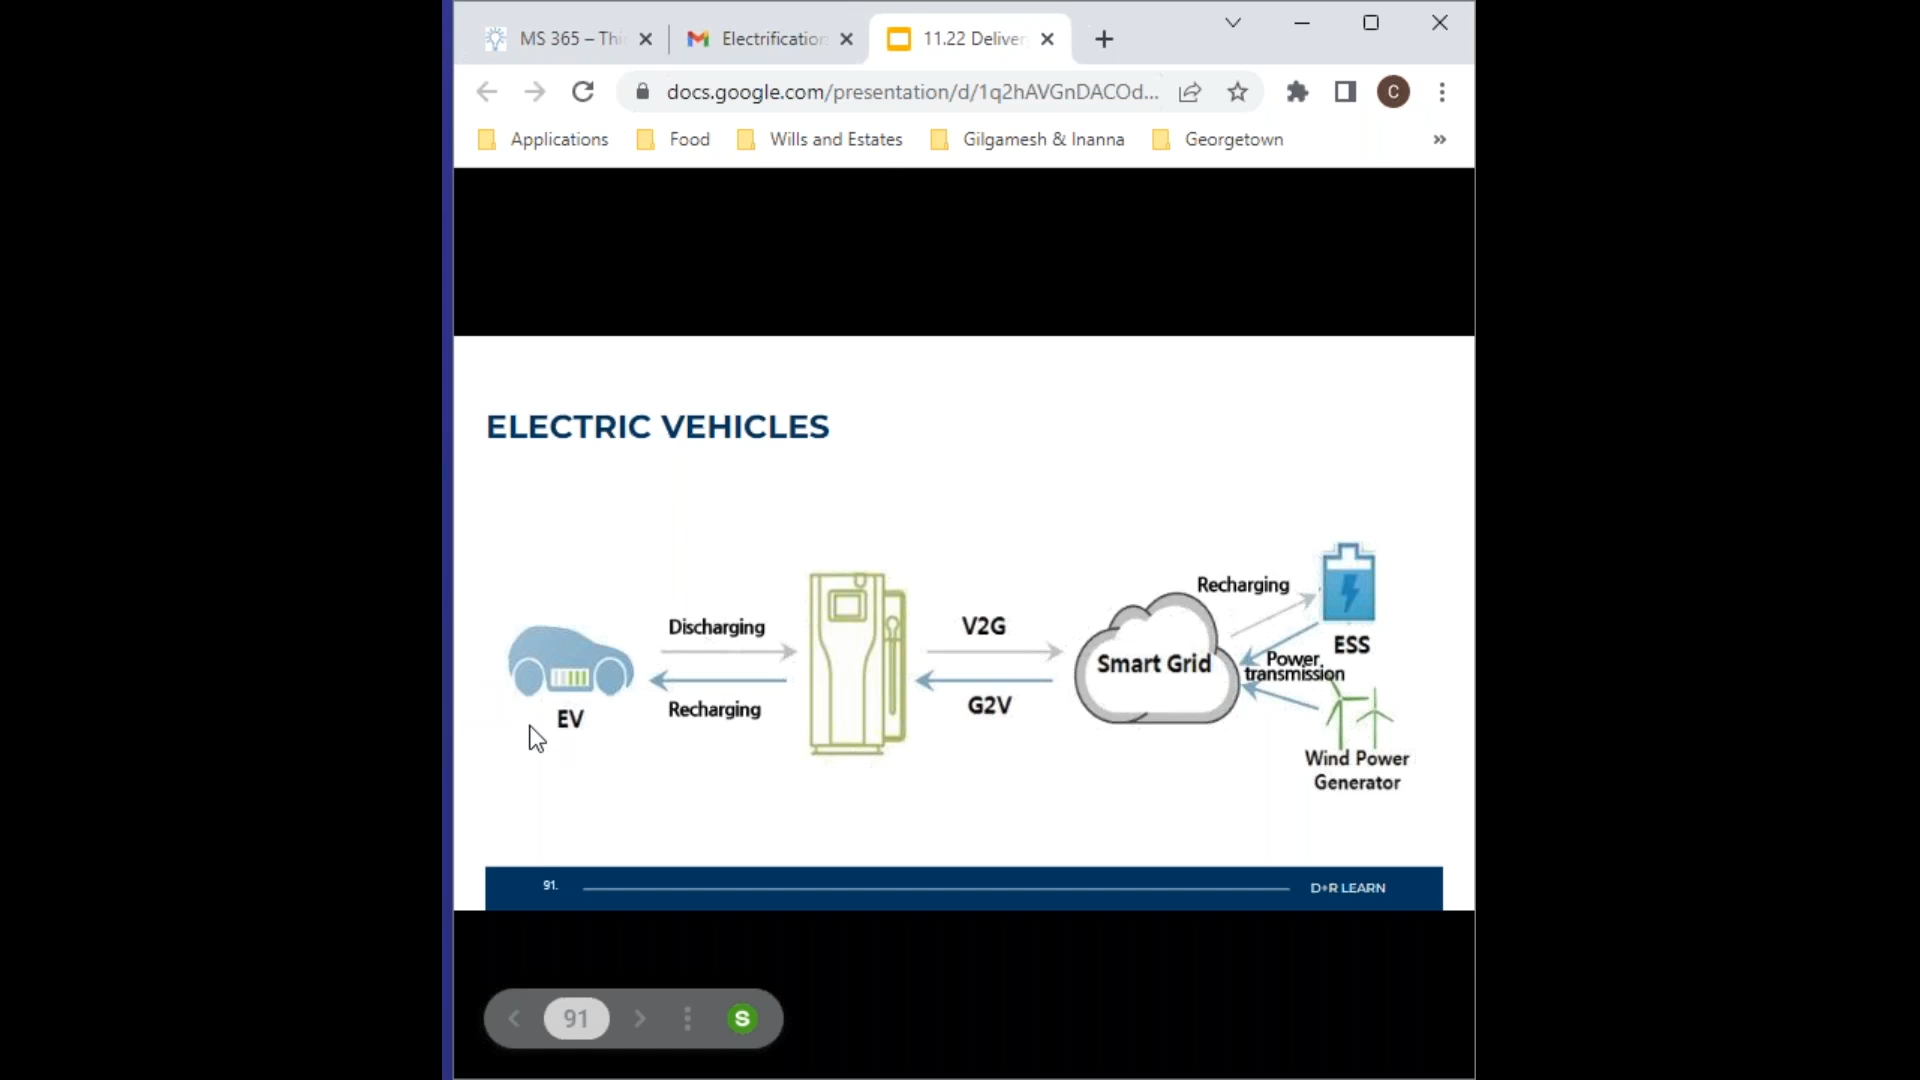 MS 365 – Thi
Electrification
11.22 Deliver
docs.google.com/presentation/d/1q2hAVGnDACOd...
C
Applications
Food
Wills and Estates
Gilgamesh & Inanna
Georgetown
»
ELECTRIC VEHICLES
Recharging
Discharging
V2G
Smart Grid
ESS
Power
transmission
Recharging
G2V
EV
Wind Power
Generator
91.
D+R LEARN
91
S